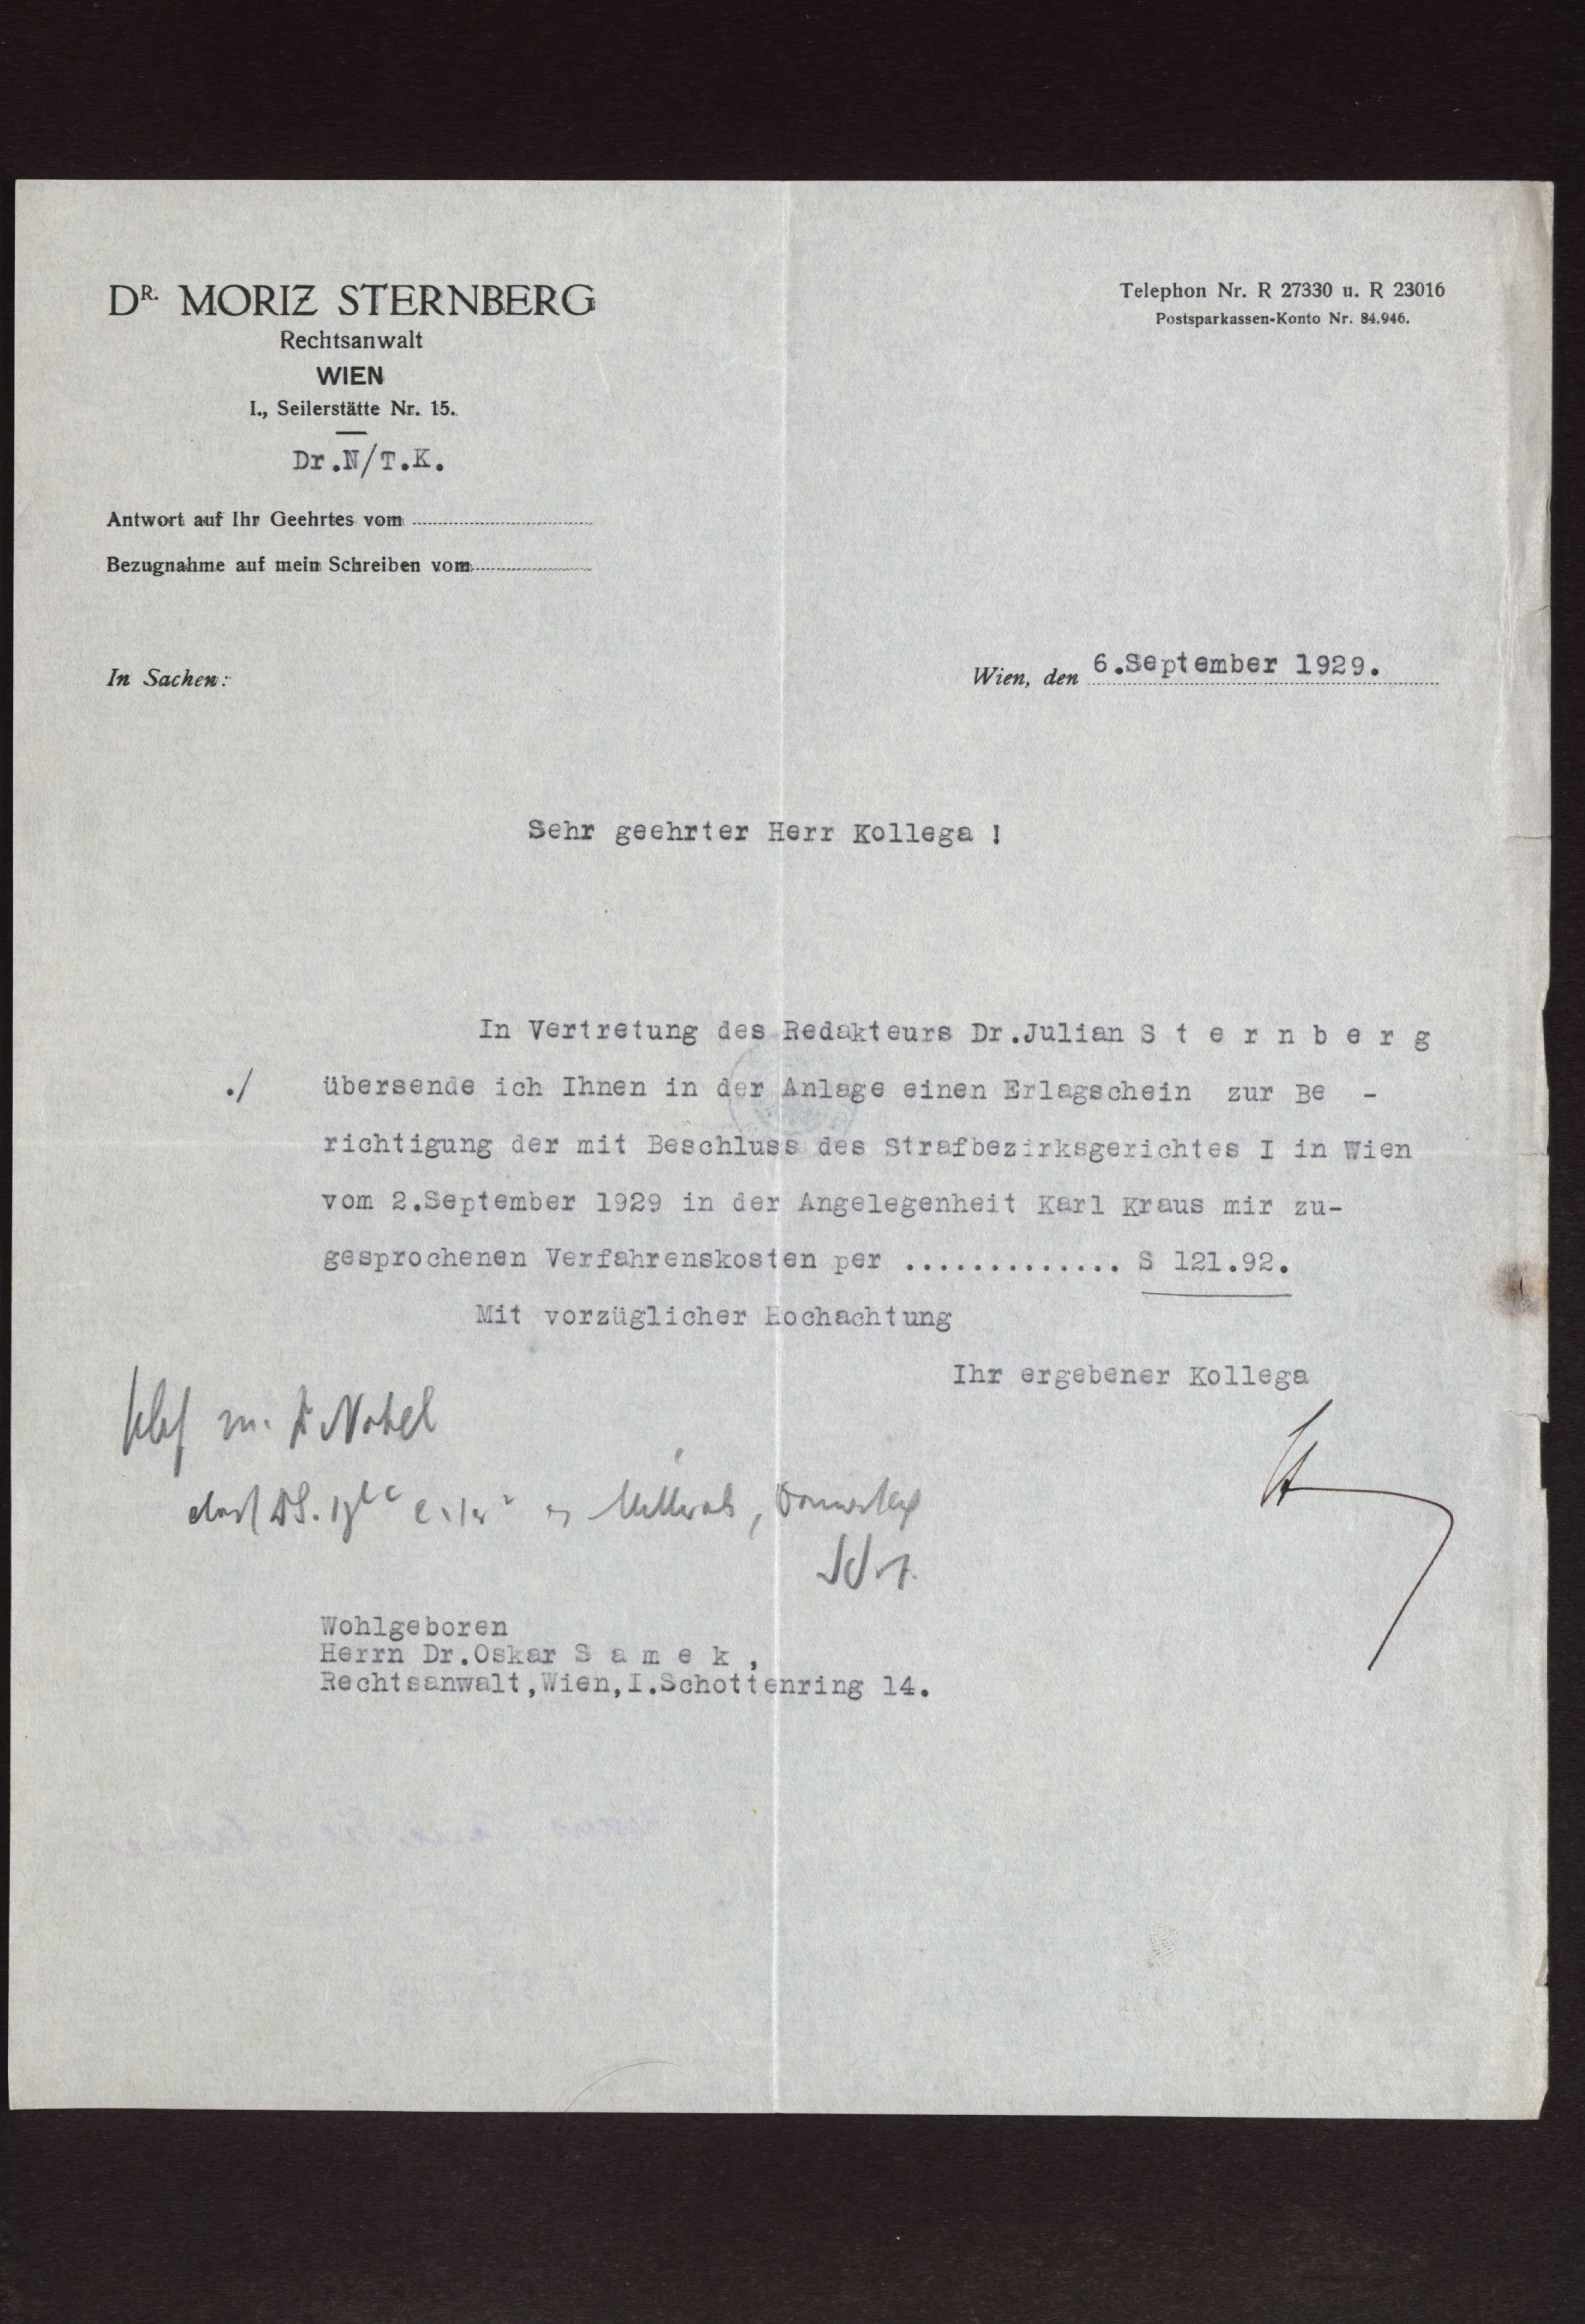 DR. MORIZ STERNBERG
Rechtsanwalt
WIEN
I., Seilerstätte Nr. 15.
Dr.N/T.K.
Telephon Nr. R 27330 u. R 23016
Postsparkassen-Konto Nr. 84.946.
Antwort auf Ihr Geehrtes vom
Bezugnahme auf mein Schreiben vom
In Sachen:
Wien, den 6.September 1929.
Sehr geehrter Herr Kollega !
In Vertretung des Redakteurs Dr.Julian S t e r n b e r g
./ übersende ich Ihnen in der Anlage einen Erlagschein zur Be -
richtigung der mit Beschluss des Strafbezirksgerichtes I in Wien
vom 2.September 1929 in der Angelegenheit Karl Kraus mir zu-
gesprochenen Verfahrenskosten per ............. S 121.92.
Mit vorzüglicher Hochachtung
Ihr ergebener Kollega
Wohlgeboren
Herrn Dr.Oskar S a m e k ,
Rechtsanwalt,Wien,I.Schottenring 14.